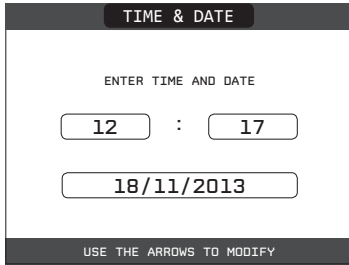 TIME & DATE
ENTER TIME AND DATE
12 : 17
18/11/2013
USE THE ARROWS TO MODIFY